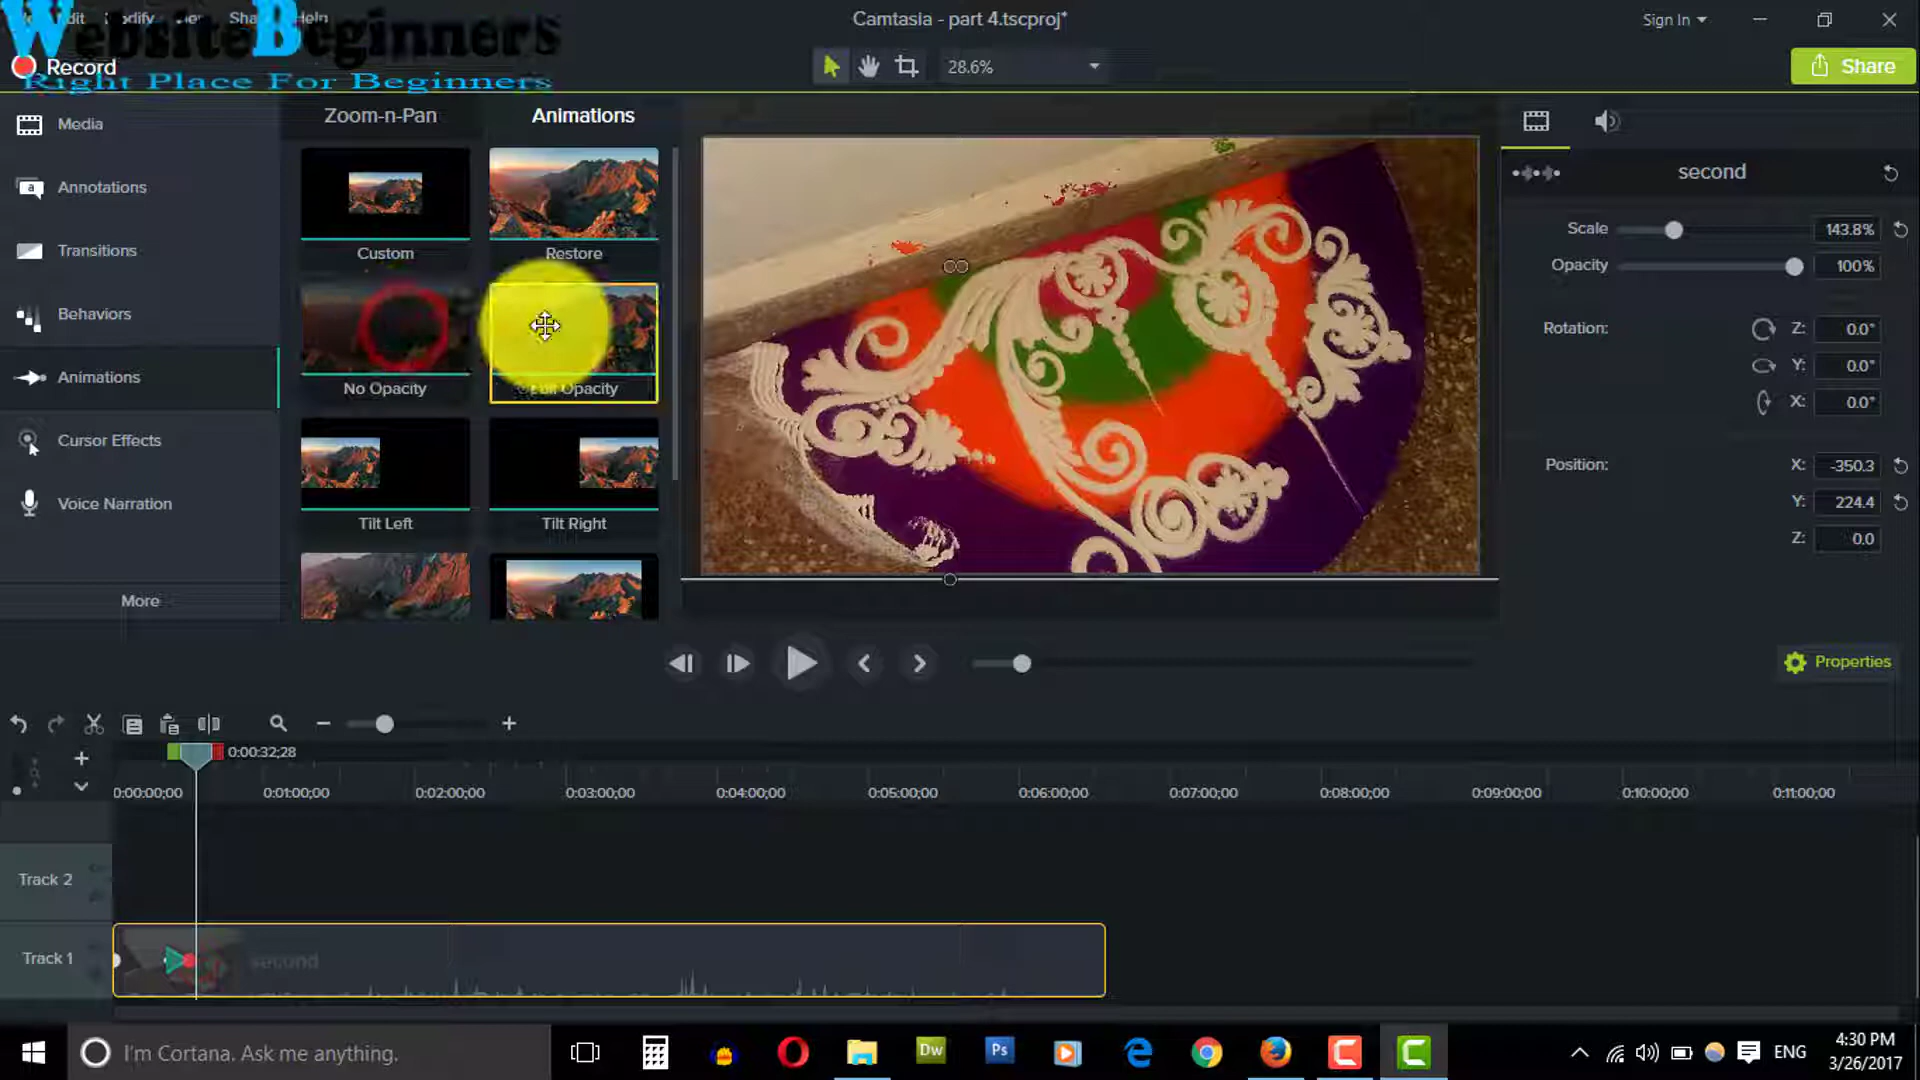 WebsiteBeginners
Right Place For Beginners
Record
Camtasia - part 4.tscproj*
Sign In
28.6%
Share
Media
Annotations
Transitions
Behaviors
Animations
Cursor Effects
Voice Narration
More
Zoom-n-Pan
Animations
Custom
Restore
No Opacity
Opacity
Tilt Left
Tilt Right
second
Scale
143.8%
Opacity
100%
Rotation:
Z:
0.0°
Y:
0.0°
X:
0.0°
Position:
X:
-350.3
Y:
224.4
Z:
0.0
Properties
0:00:32;28
0:00:00;00
0:01:00;00
0:02:00;00
0:03:00;00
0:04:00;00
0:05:00;00
0:06:00;00
0:07:00;00
0:08:00;00
0:09:00;00
0:10:00;00
0:11:00;00
Track 2
Track 1
second
I'm Cortana. Ask me anything.
Dw
Ps
ENG
4:30 PM
3/26/2017